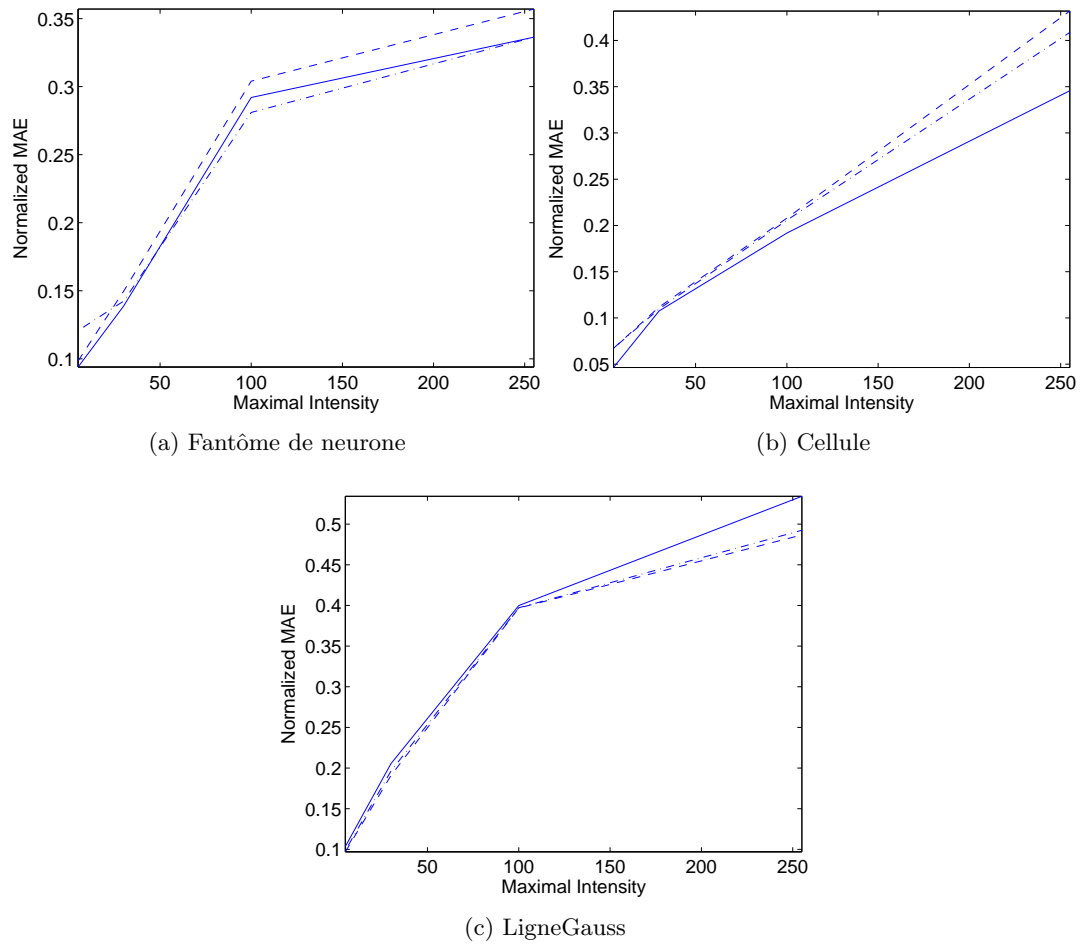 0.35
0.3
0.25
0.2
0.15
0.1
50 100 150 200 250
Normalized MAE
Maximal Intensity
(a) Fantôme de neurone
0.4
0.35
0.3
0.25
0.2
0.15
0.1
0.05
50 100 150 200 250
Normalized MAE
Maximal Intensity
(b) Cellule
0.5
0.45
0.4
0.35
0.3
0.25
0.2
0.15
0.1
50 100 150 200 250
Normalized MAE
Maximal Intensity
(c) LigneGauss